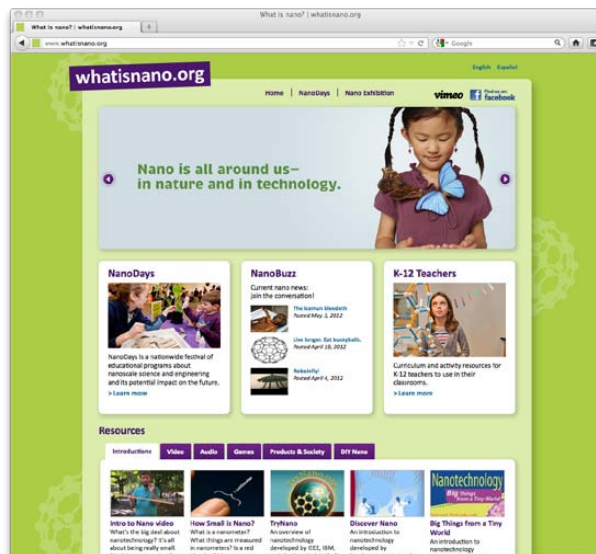 What is nano? | whatisnano.org
What is nano? | whatisnano.org
www.whatisnano.org
Google
English Español
whatisnano.org
Home | NanoDays | Nano Exhibition
vimeo
Find us on
facebook
Nano is all around us—
in nature and in technology.
NanoDays
NanoDays is a nationwide festival of
educational programs about
nanoscale science and engineering
and its potential impact on the future.
> Learn more
NanoBuzz
Current nano news:
Join the conversation!
The Iceman bleedeth
Posted May 2, 2012
Live longer. Eat buckyballs.
Posted April 18, 2012
Robojelly!
Posted April 4, 2012
K-12 Teachers
Curriculum and activity resources for
K-12 teachers to use in their
classrooms.
> Learn more
Resources
Introductions Video Audio Games Products & Society DIY Nano
Intro to Nano video
What's the big deal about
nanotechnology? It's all
about being really small.
How Small is Nano?
What is a nanometer?
What things are measured
in nanometers? Is a red
TryNano
TryNano
An overview of
nanotechnology
developed by IEEE, IBM,
Discover Nano
An introduction to
nanotechnology
developed by
Nanotechnology
Big Things
from a Tiny World
Big Things from a Tiny
World
An introduction to
nanotechnology